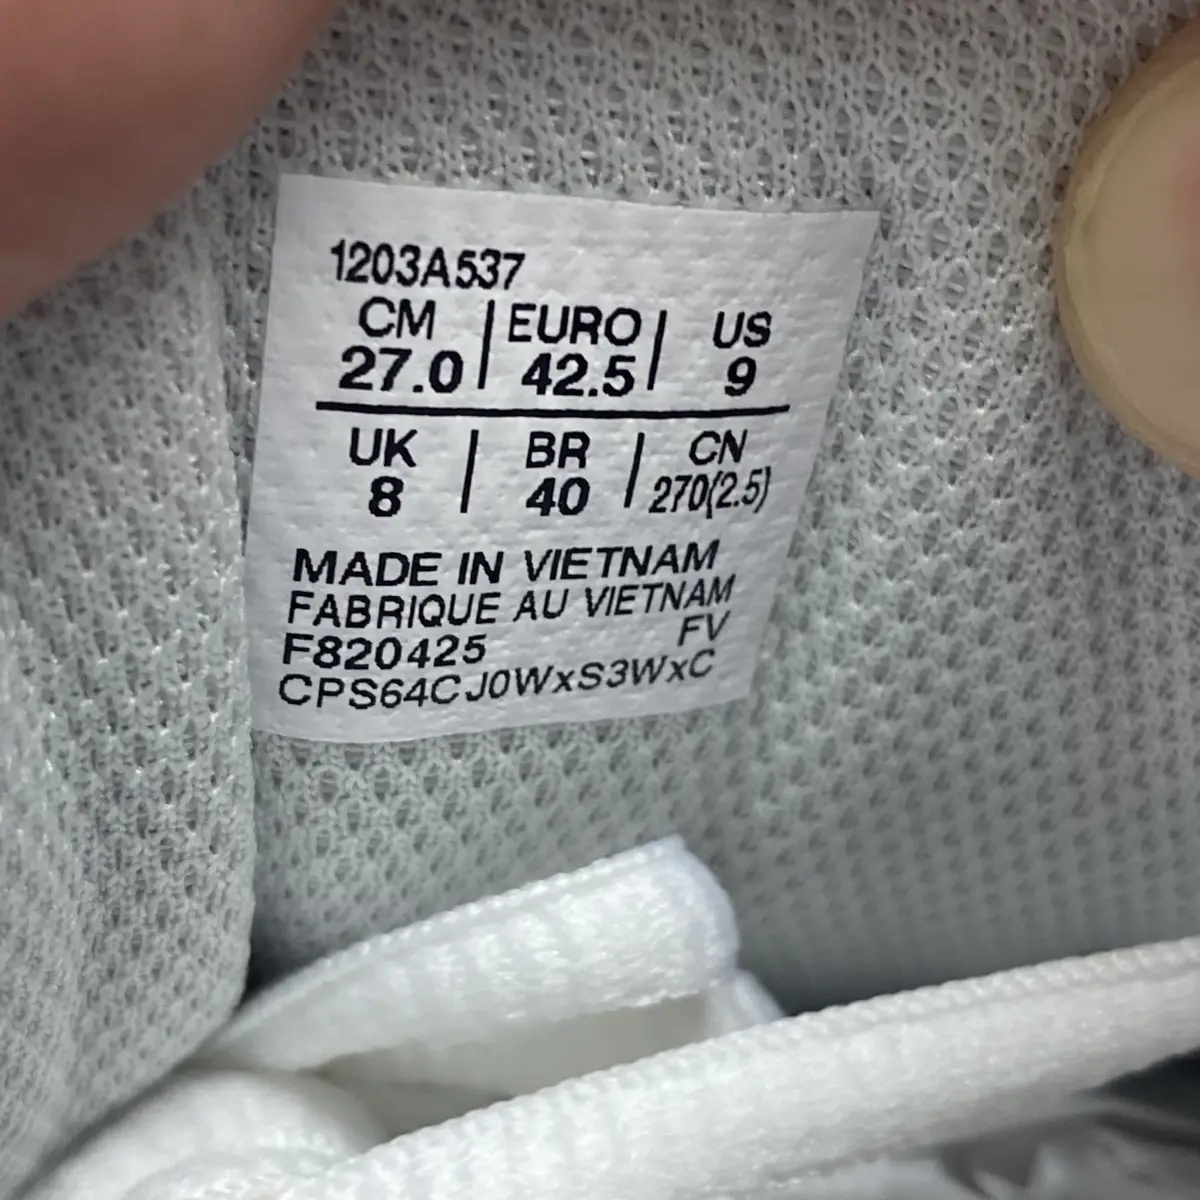 1203A537
CM | EURO | US
27.0 | 42.5 | 9
UK | BR | CN
8 | 40 | 270(2.5)
MADE IN VIETNAM
FABRIQUE AU VIETNAM
F820425 FV
CPS64CJ0WxS3WxC